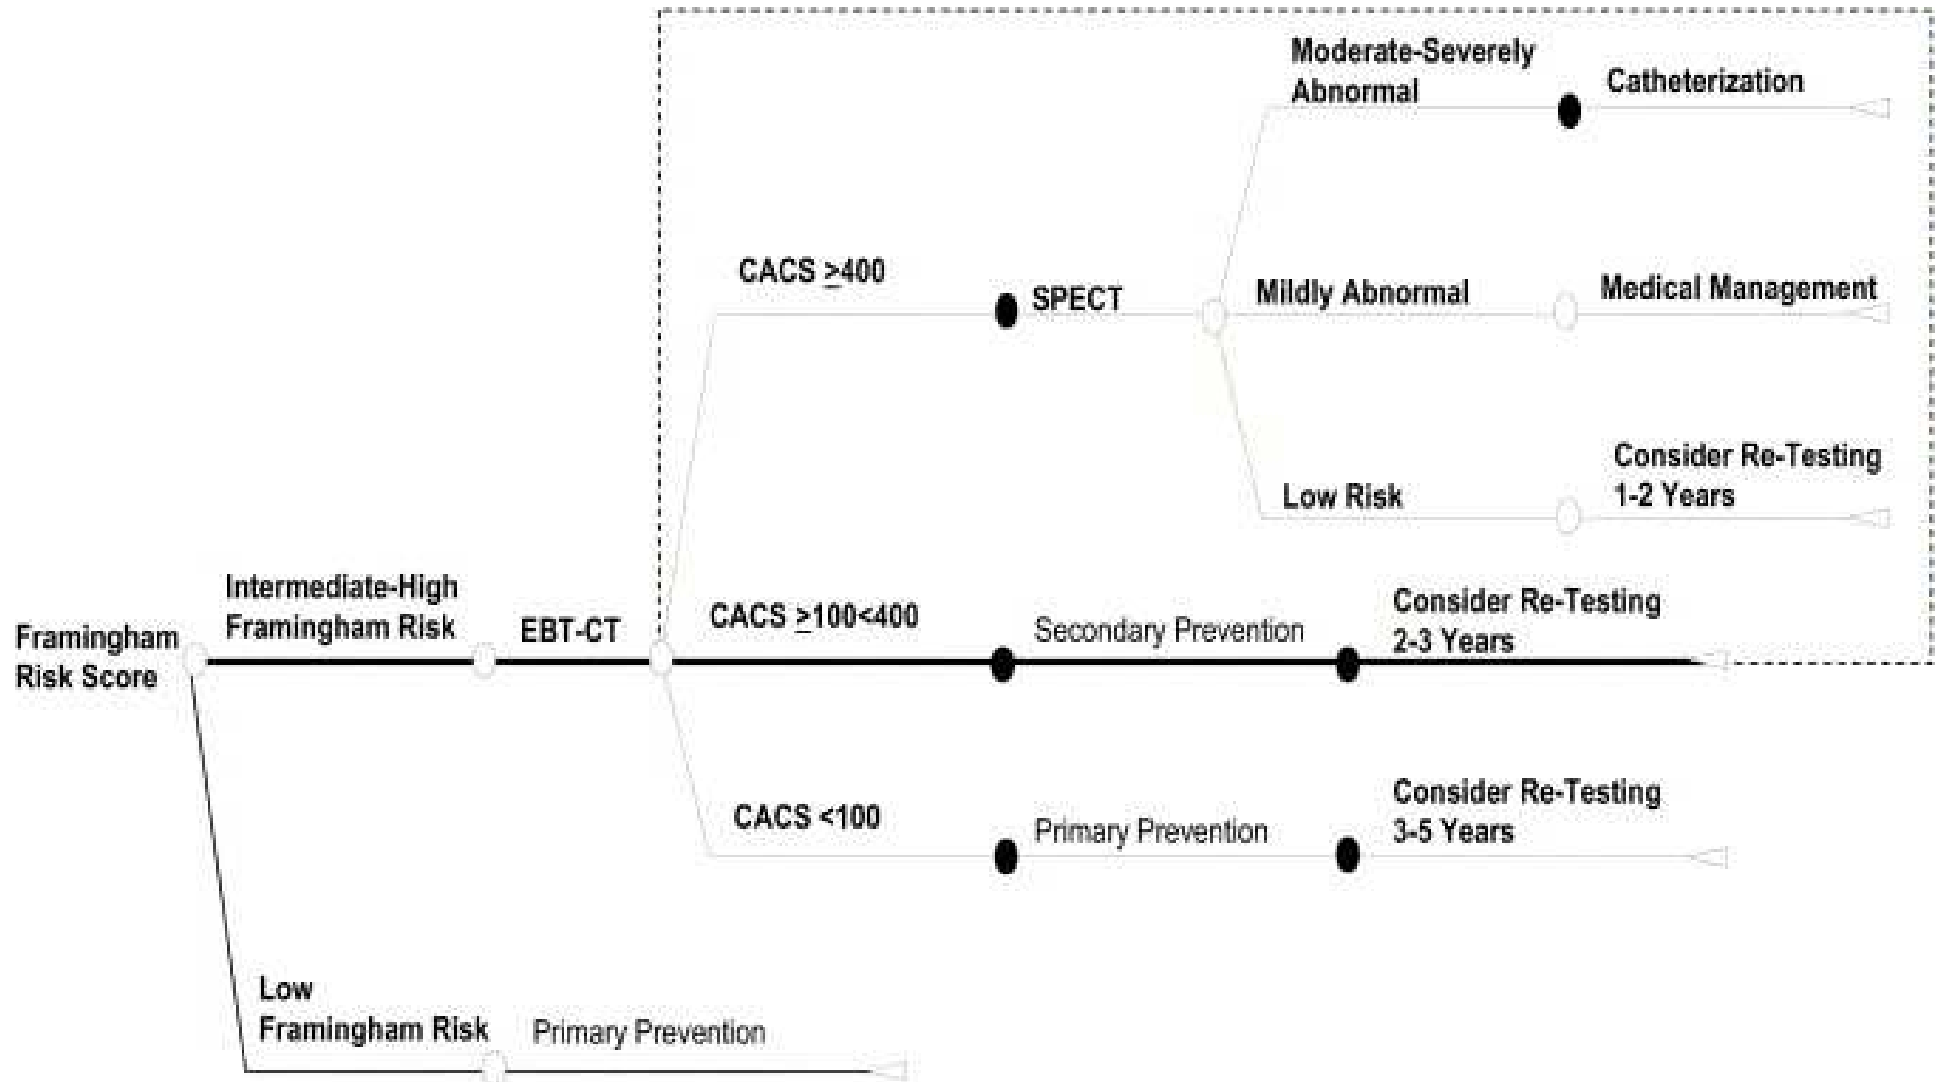 Moderate-Severely
Abnormal
Catheterization
CACS ≥400
SPECT
Mildly Abnormal
Medical Management
Low Risk
Consider Re-Testing
1-2 Years
Framingham
Risk Score
Intermediate-High
Framingham Risk
EBT-CT
CACS ≥100<400
Secondary Prevention
Consider Re-Testing
2-3 Years
CACS <100
Primary Prevention
Consider Re-Testing
3-5 Years
Low
Framingham Risk
Primary Prevention